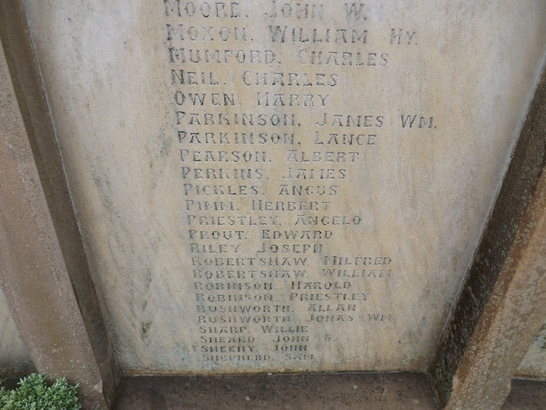 MOORE, JOHN W.
MOXON, WILLIAM HY.
MUMFORD, CHARLES
NEIL, CHARLES
OWEN, HARRY
PARKINSON, JAMES WM.
PARKINSON, LANCE
PEARSON, ALBERT
PERKINS, JAMES
PICKLES, ANGUS
PIMM, HERBERT
PRIESTLEY, ANGELO
PROUT, EDWARD
RILEY, JOSEPH
ROBERTSHAW, MILFRED
ROBERTSHAW, WILLIAM
ROBINSON, HAROLD
ROBINSON, PRIESTLEY
RUSHWORTH, ALLAN
RUSHWORTH, JONAS WM.
SHARP, WILLIE
SHEARD, JOHN
SHEEHY, JOHN
SHEPHERD, SAM